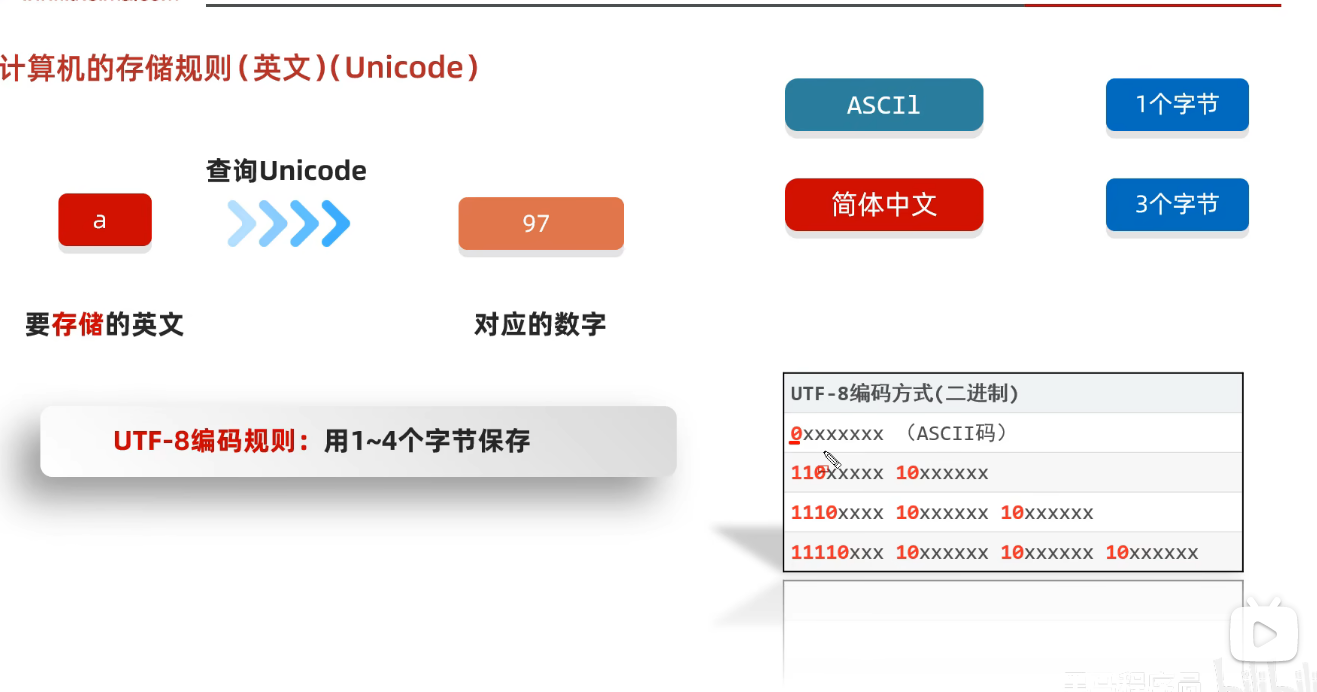 计算机的存储规则(英文)(Unicode)
ASCIl
1个字节
查询Unicode
简体中文
3个字节
a
97
要存储的英文
对应的数字
UTF-8编码规则：用1~4个字节保存
UTF-8编码方式(二进制)
0xxxxxxx （ASCII码）
110xxxxx 10xxxxxx
1110xxxx 10xxxxxx 10xxxxxx
11110xxx 10xxxxxx 10xxxxxx 10xxxxxx